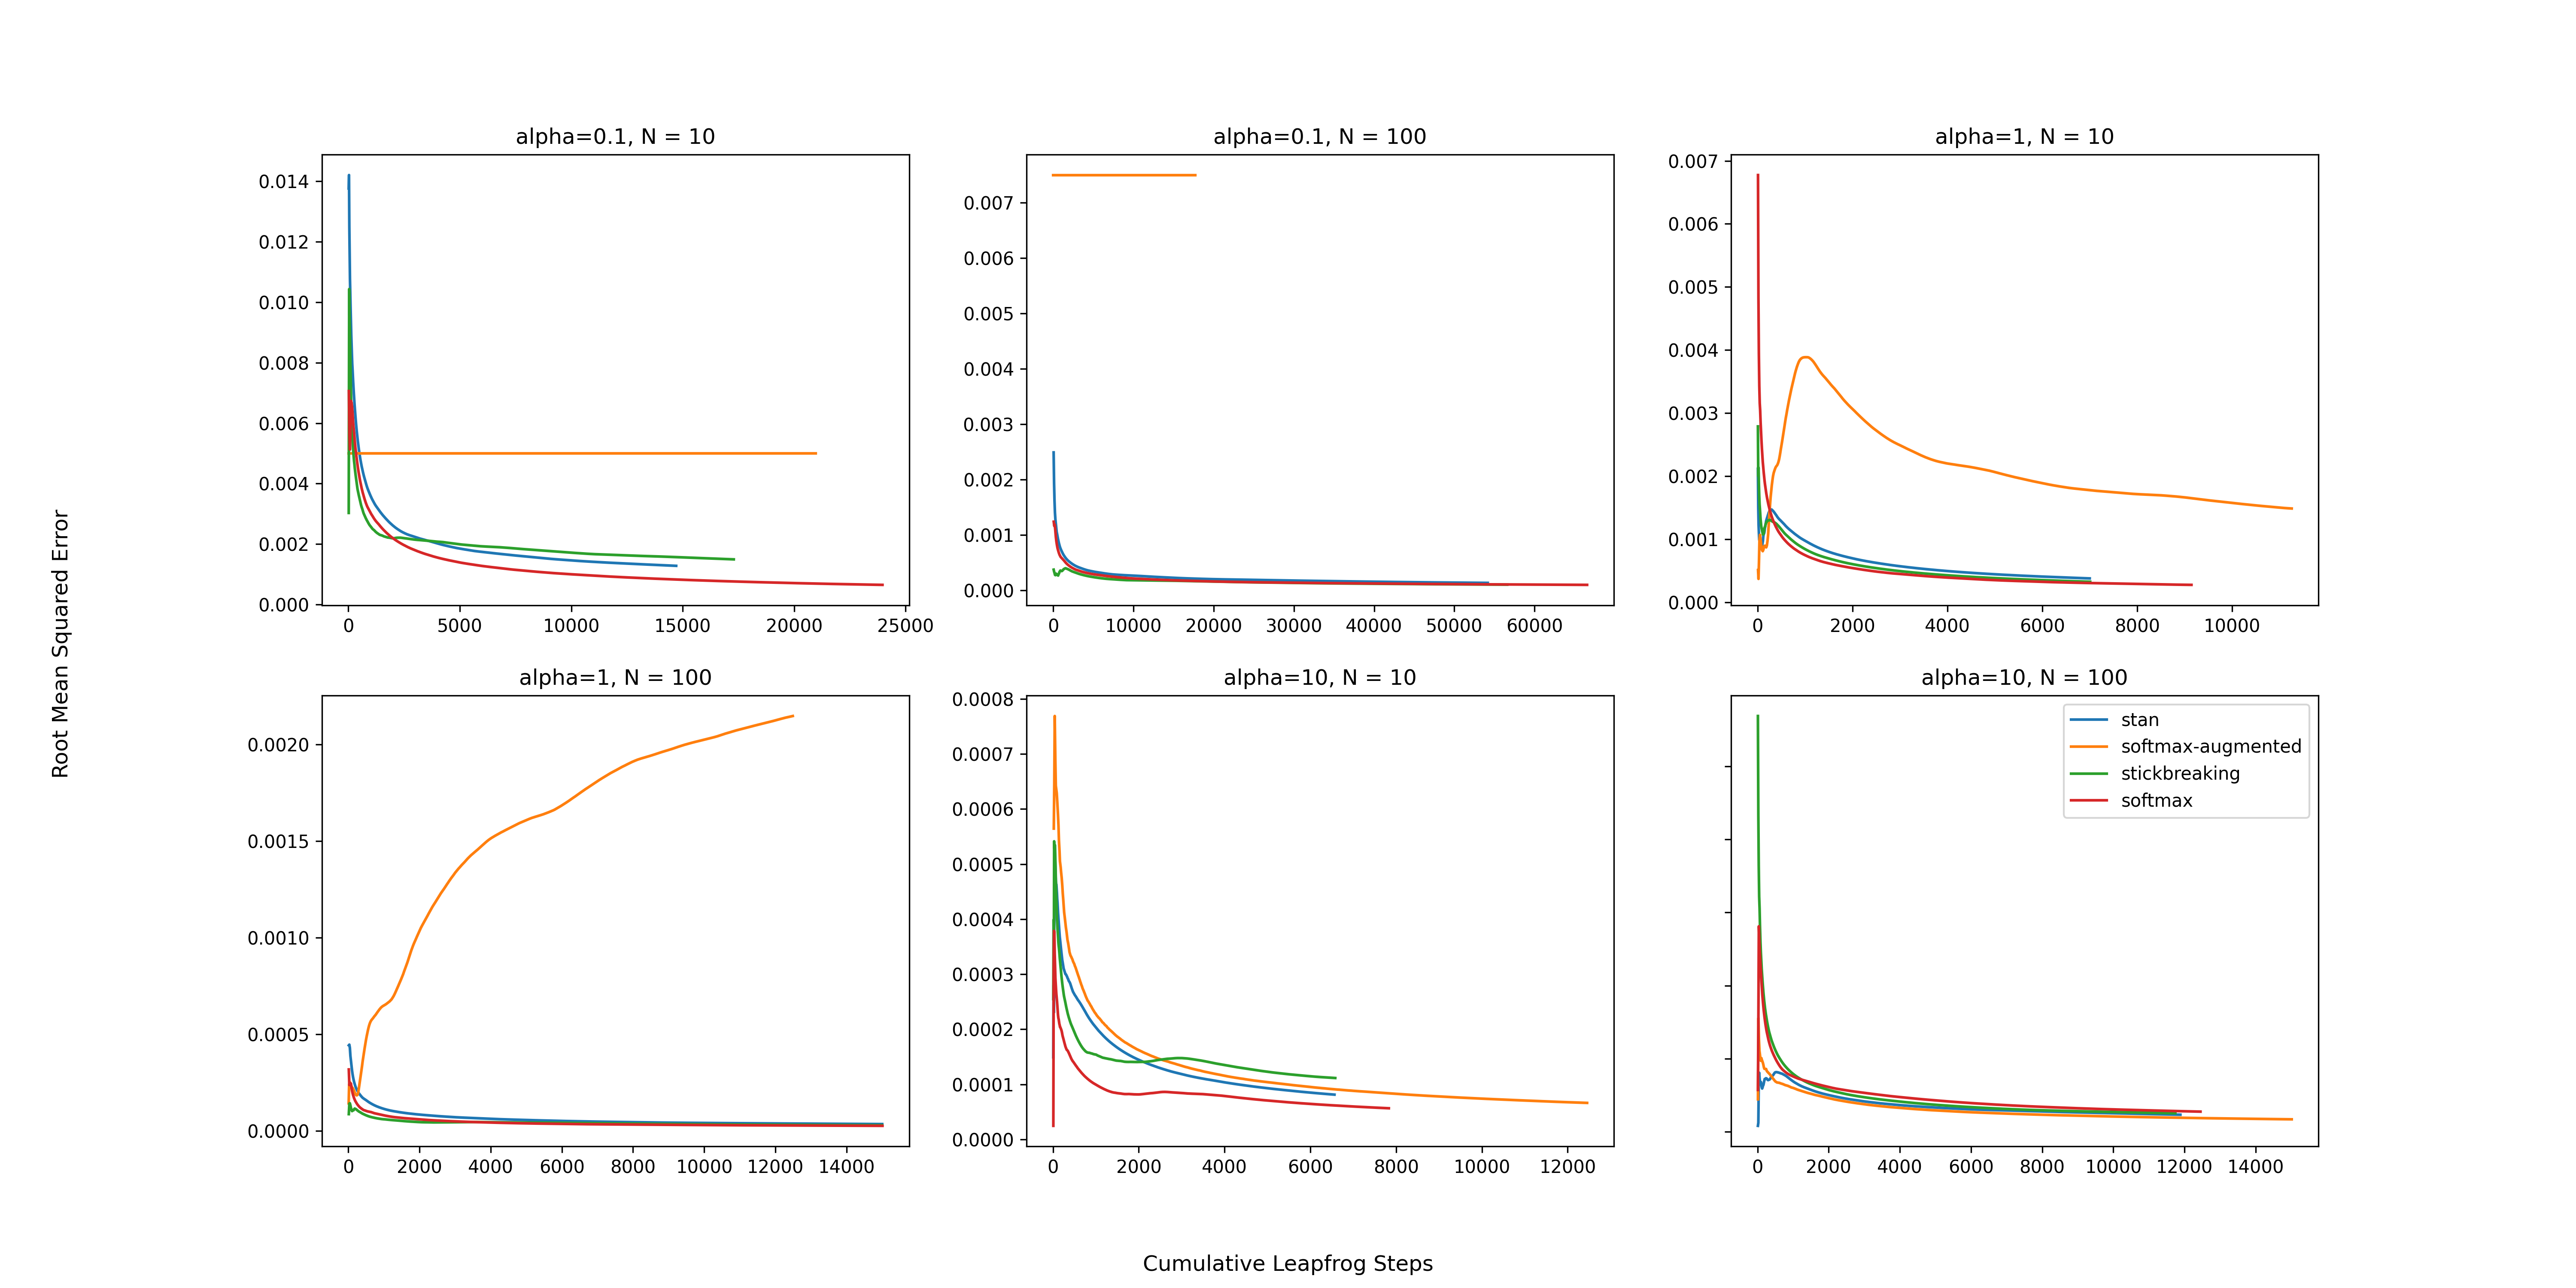 alpha=0.1, N = 10
0.014
0.012
0.010
0.008
0.006
0.004
0.002
0.000
0 5000 10000 15000 20000 25000
alpha=0.1, N = 100
0.007
0.006
0.005
0.004
0.003
0.002
0.001
0.000
0 10000 20000 30000 40000 50000 60000
alpha=1, N = 10
0.007
0.006
0.005
0.004
0.003
0.002
0.001
0.000
0 2000 4000 6000 8000 10000
Root Mean Squared Error
alpha=1, N = 100
0.0020
0.0015
0.0010
0.0005
0.0000
0 2000 4000 6000 8000 10000 12000 14000
alpha=10, N = 10
0.0008
0.0007
0.0006
0.0005
0.0004
0.0003
0.0002
0.0001
0.0000
0 2000 4000 6000 8000 10000 12000
alpha=10, N = 100
stan
softmax-augmented
stickbreaking
softmax
0 2000 4000 6000 8000 10000 12000 14000
Cumulative Leapfrog Steps